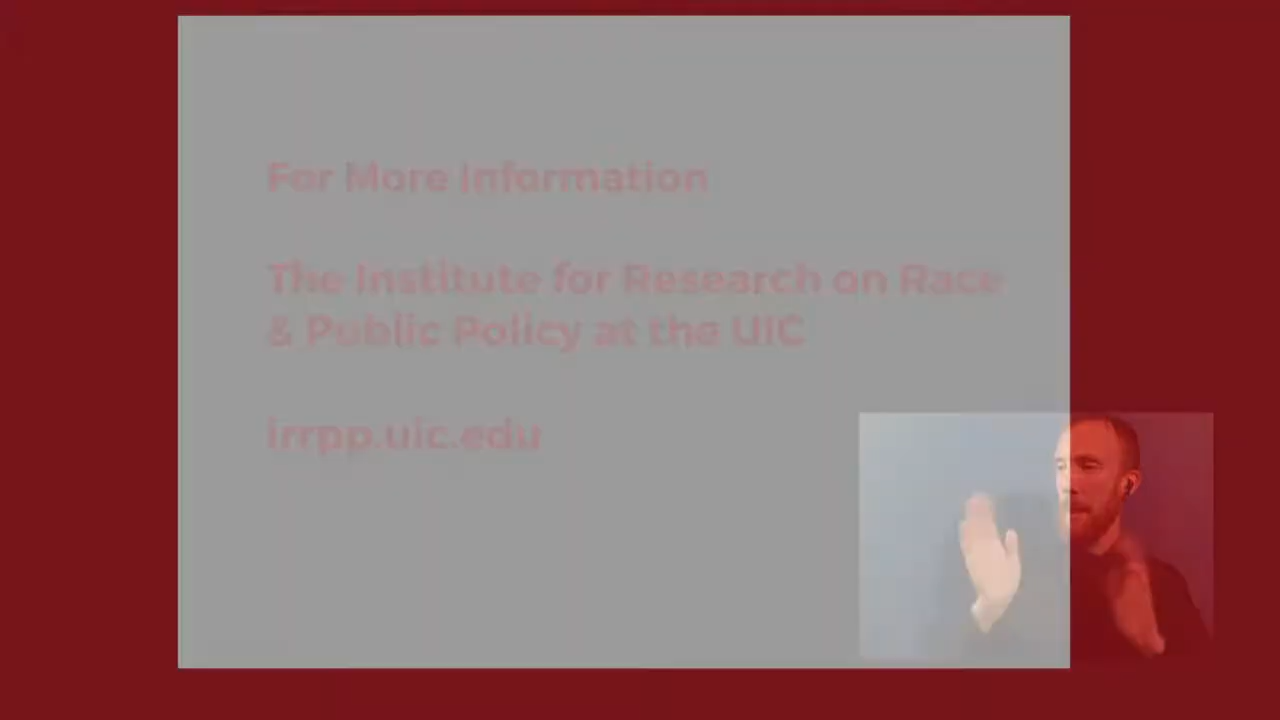 For More Information
The Institute for Research on Race
& Public Policy at the UIC
irrpp.uic.edu